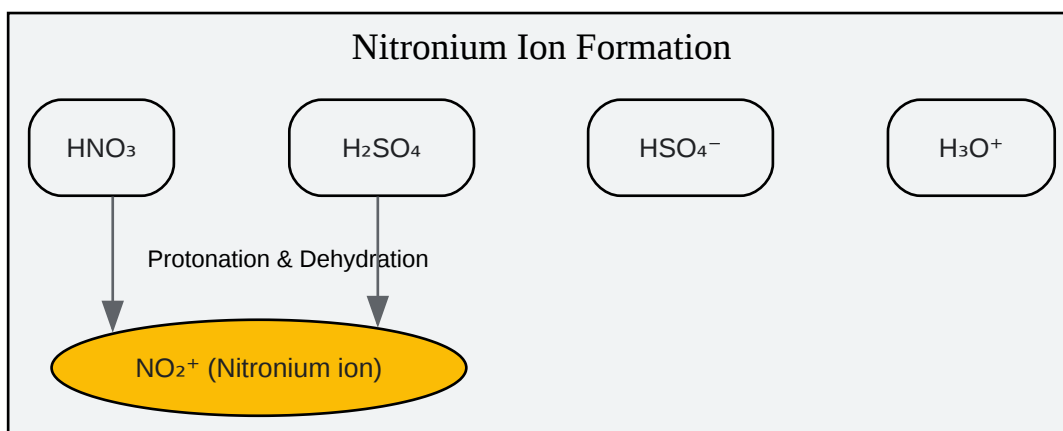 Nitronium Ion Formation
HNO₃
H₂SO₄
HSO₄⁻
H₃O⁺
Protonation & Dehydration
NO₂⁺ (Nitronium ion)